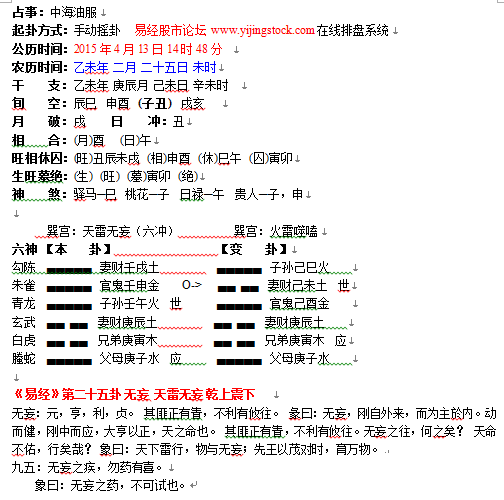 占事：中海油服
起卦方式：手动摇卦 易经股市论坛 www.yijingstock.com在线排盘系统
公历时间：2015年4月13日14时48分
农历时间：乙未年 二月 二十五日 未时
干 支：乙未年 庚辰月 己未日 辛未时
旬 空：辰巳 申酉 (子丑) 戌亥
月 破：戌 日 冲：丑
相 合：(月)酉 (日)午
旺相休囚：(旺)丑辰未戌 (相)申酉 (休)巳午 (囚)寅卯
生旺墓绝：(生) (旺) (墓)寅卯 (绝)
神 煞：驿马—巳 桃花—子 日禄—午 贵人—子，申
巽宫：天雷无妄（六冲） 巽宫：火雷噬嗑
六神【本 卦】 【变 卦】
勾陈 妻财壬戌土 子孙己巳火
朱雀 官鬼壬申金 O-> 妻财己未土 世
青龙 子孙壬午火 世 官鬼己酉金
玄武 妻财庚辰土 妻财庚辰土
白虎 兄弟庚寅木 兄弟庚寅木 应
螣蛇 父母庚子水 应 父母庚子水
《易经》第二十五卦 无妄 天雷无妄 乾上震下
无妄：元，亨，利，贞。 其匪正有眚，不利有攸往。 彖曰：无妄，刚自外来，而为主於内。动
而健，刚中而应，大亨以正，天之命也。 其匪正有眚，不利有攸往。无妄之往，何之矣？ 天命
不佑，行矣哉？ 象曰：天下雷行，物与无妄；先王以茂对时，育万物。
九五：无妄之疾，勿药有喜。
象曰：无妄之药，不可试也。